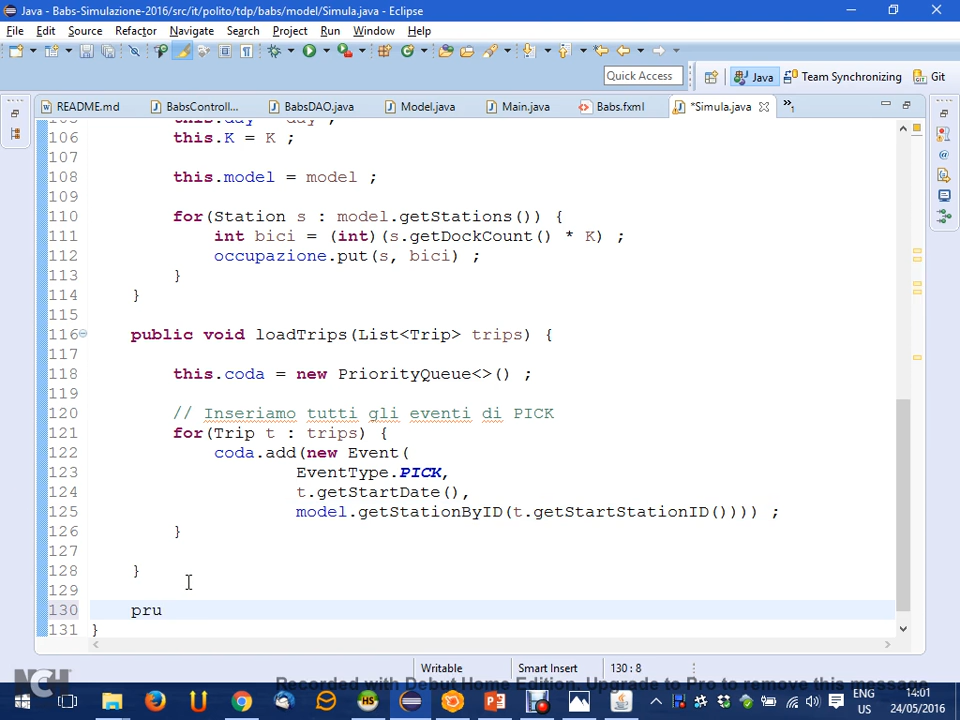 Java - Babs-Simulazione-2016/src/it/polito/tdp/babs/model/Simula.java - Eclipse
File Edit Source Refactor Navigate Search Project Run Window Help
Quick Access Java Team Synchronizing Git
README.md BabsControll... BabsDAO.java Model.java Main.java Babs.fxml *Simula.java »1
105 this.day = day ;
106 this.K = K ;
107
108 this.model = model ;
109
110 for(Station s : model.getStations()) {
111 int bici = (int)(s.getDockCount() * K) ;
112 occupazione.put(s, bici) ;
113 }
114 }
115
116 public void loadTrips(List<Trip> trips) {
117
118 this.coda = new PriorityQueue<>() ;
119
120 // Inseriamo tutti gli eventi di PICK
121 for(Trip t : trips) {
122 coda.add(new Event(
123 EventType.PICK,
124 t.getStartDate(),
125 model.getStationByID(t.getStartStationID()))) ;
126 }
127
128 }
129
130 pru
131 }
Writable Smart Insert 130 : 8
NCH Recorded with Debut Home Edition. Upgrade to Pro to remove this message
HS
ENG
US
14:01
24/05/2016